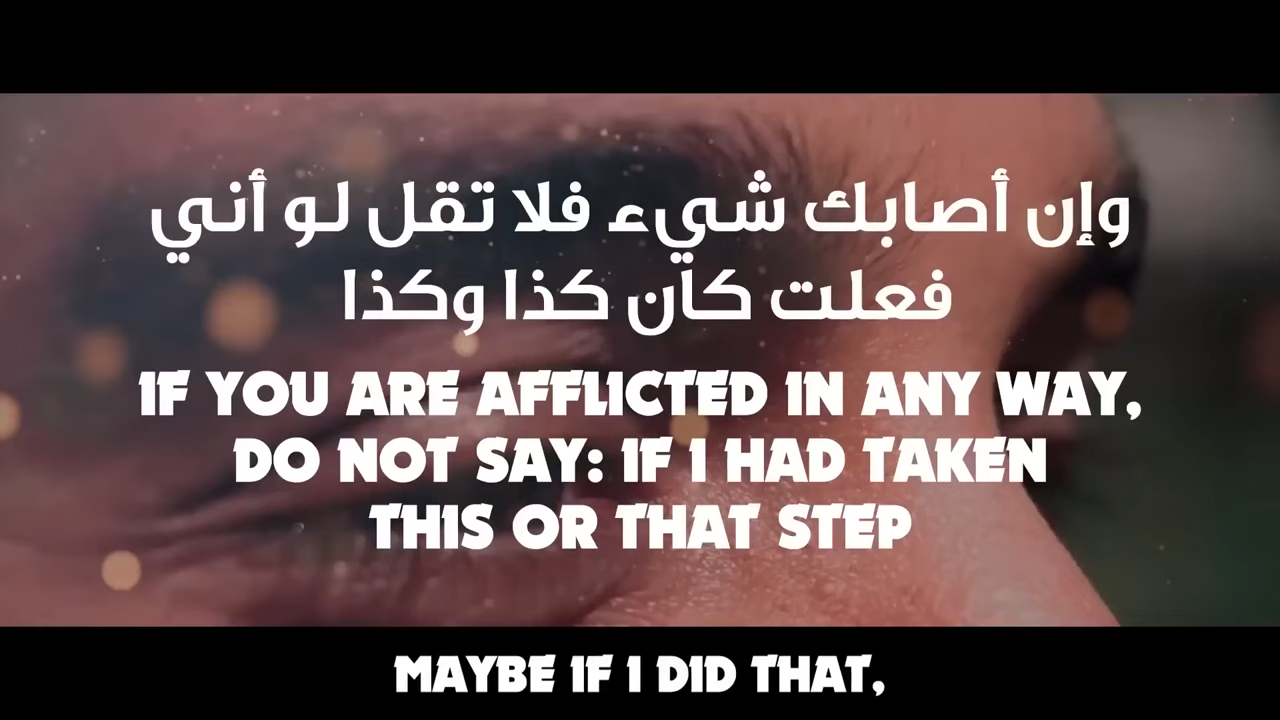 وإن أصابك شيء فلا تقل لو أني
فعلت كان كذا وكذا
IF YOU ARE AFFLICTED IN ANY WAY,
DO NOT SAY: IF I HAD TAKEN
THIS OR THAT STEP
MAYBE IF I DID THAT,